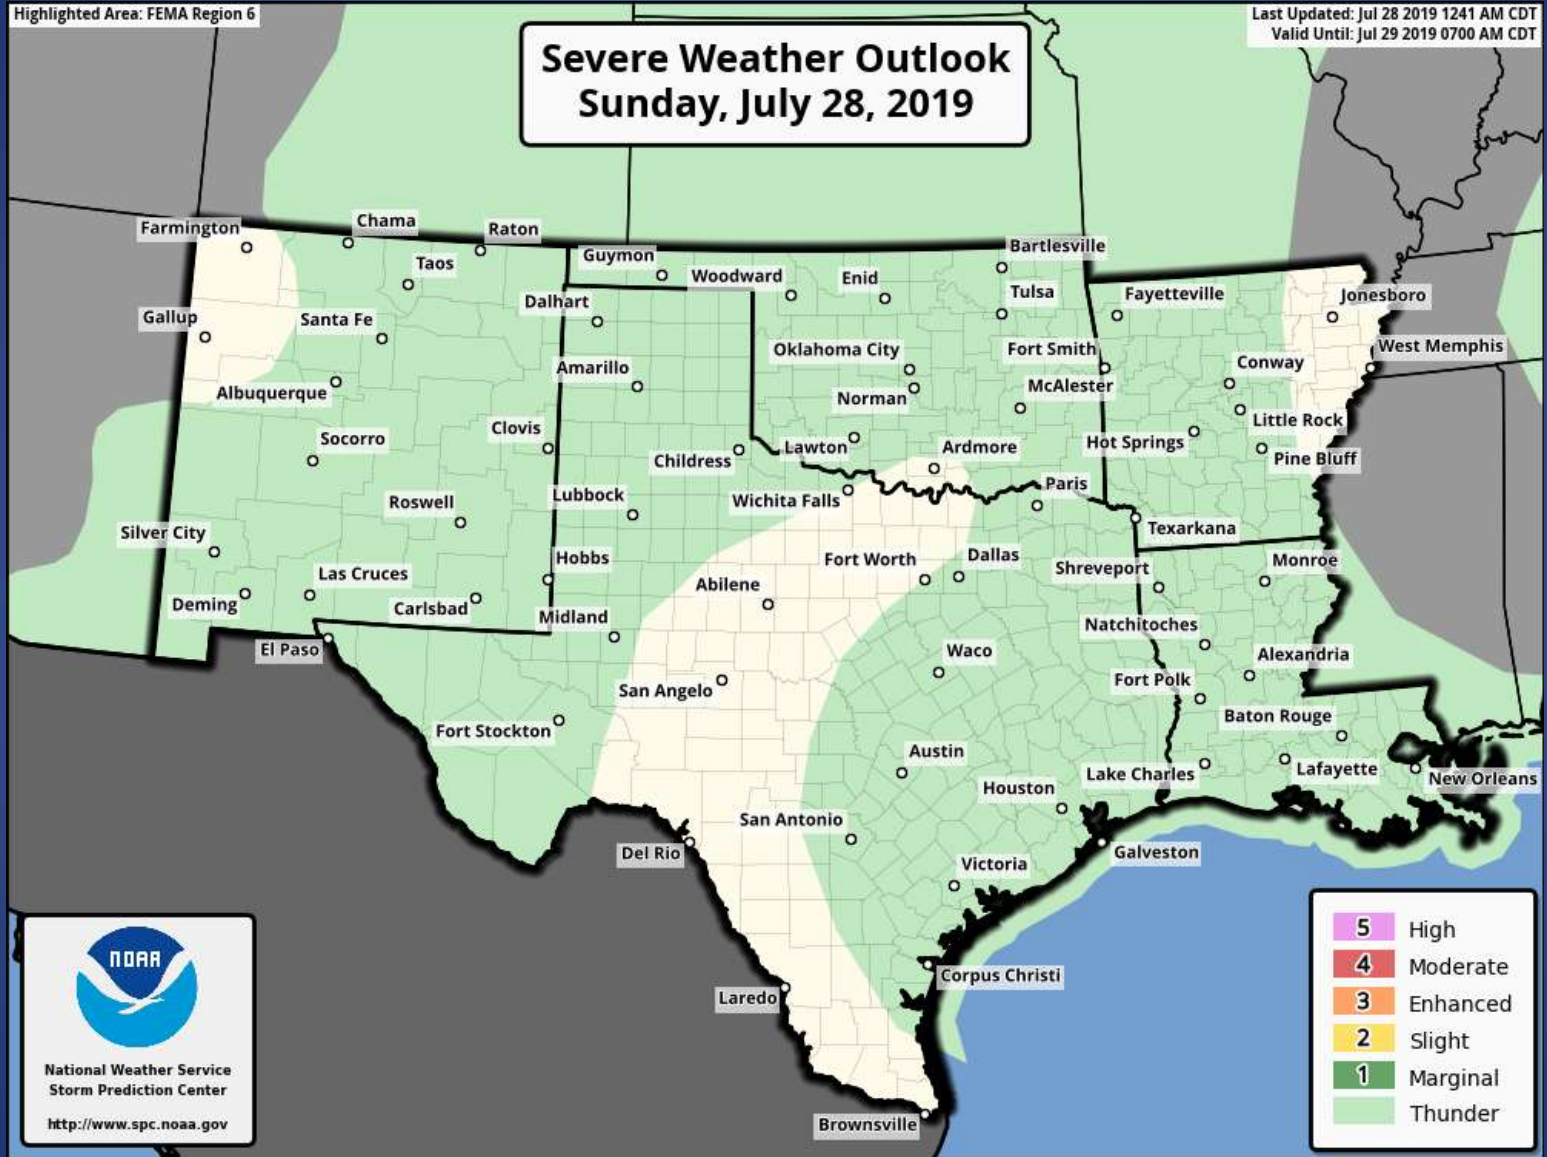 Highlighted Area: FEMA Region 6
Last Updated: Jul 28 2019 1241 AM CDT
Valid Until: Jul 29 2019 0700 AM CDT
Severe Weather Outlook
Sunday, July 28, 2019
Farmington
Chama
Raton
Taos
Guymon
Woodward
Enid
Bartlesville
Tulsa
Fayetteville
Jonesboro
Gallup
Santa Fe
Dalhart
Oklahoma City
Fort Smith
Conway
West Memphis
Albuquerque
Amarillo
Norman
McAlester
Little Rock
Socorro
Clovis
Childress
Lawton
Ardmore
Hot Springs
Pine Bluff
Roswell
Lubbock
Wichita Falls
Paris
Texarkana
Silver City
Las Cruces
Hobbs
Abilene
Fort Worth
Dallas
Shreveport
Monroe
Deming
Carlsbad
Midland
Natchitoches
El Paso
San Angelo
Waco
Fort Polk
Alexandria
Fort Stockton
Austin
Baton Rouge
Houston
Lake Charles
Lafayette
New Orleans
San Antonio
Del Rio
Victoria
Galveston
Laredo
Corpus Christi
Brownsville
NOAA
National Weather Service
Storm Prediction Center
http://www.spc.noaa.gov
5 High
4 Moderate
3 Enhanced
2 Slight
1 Marginal
Thunder